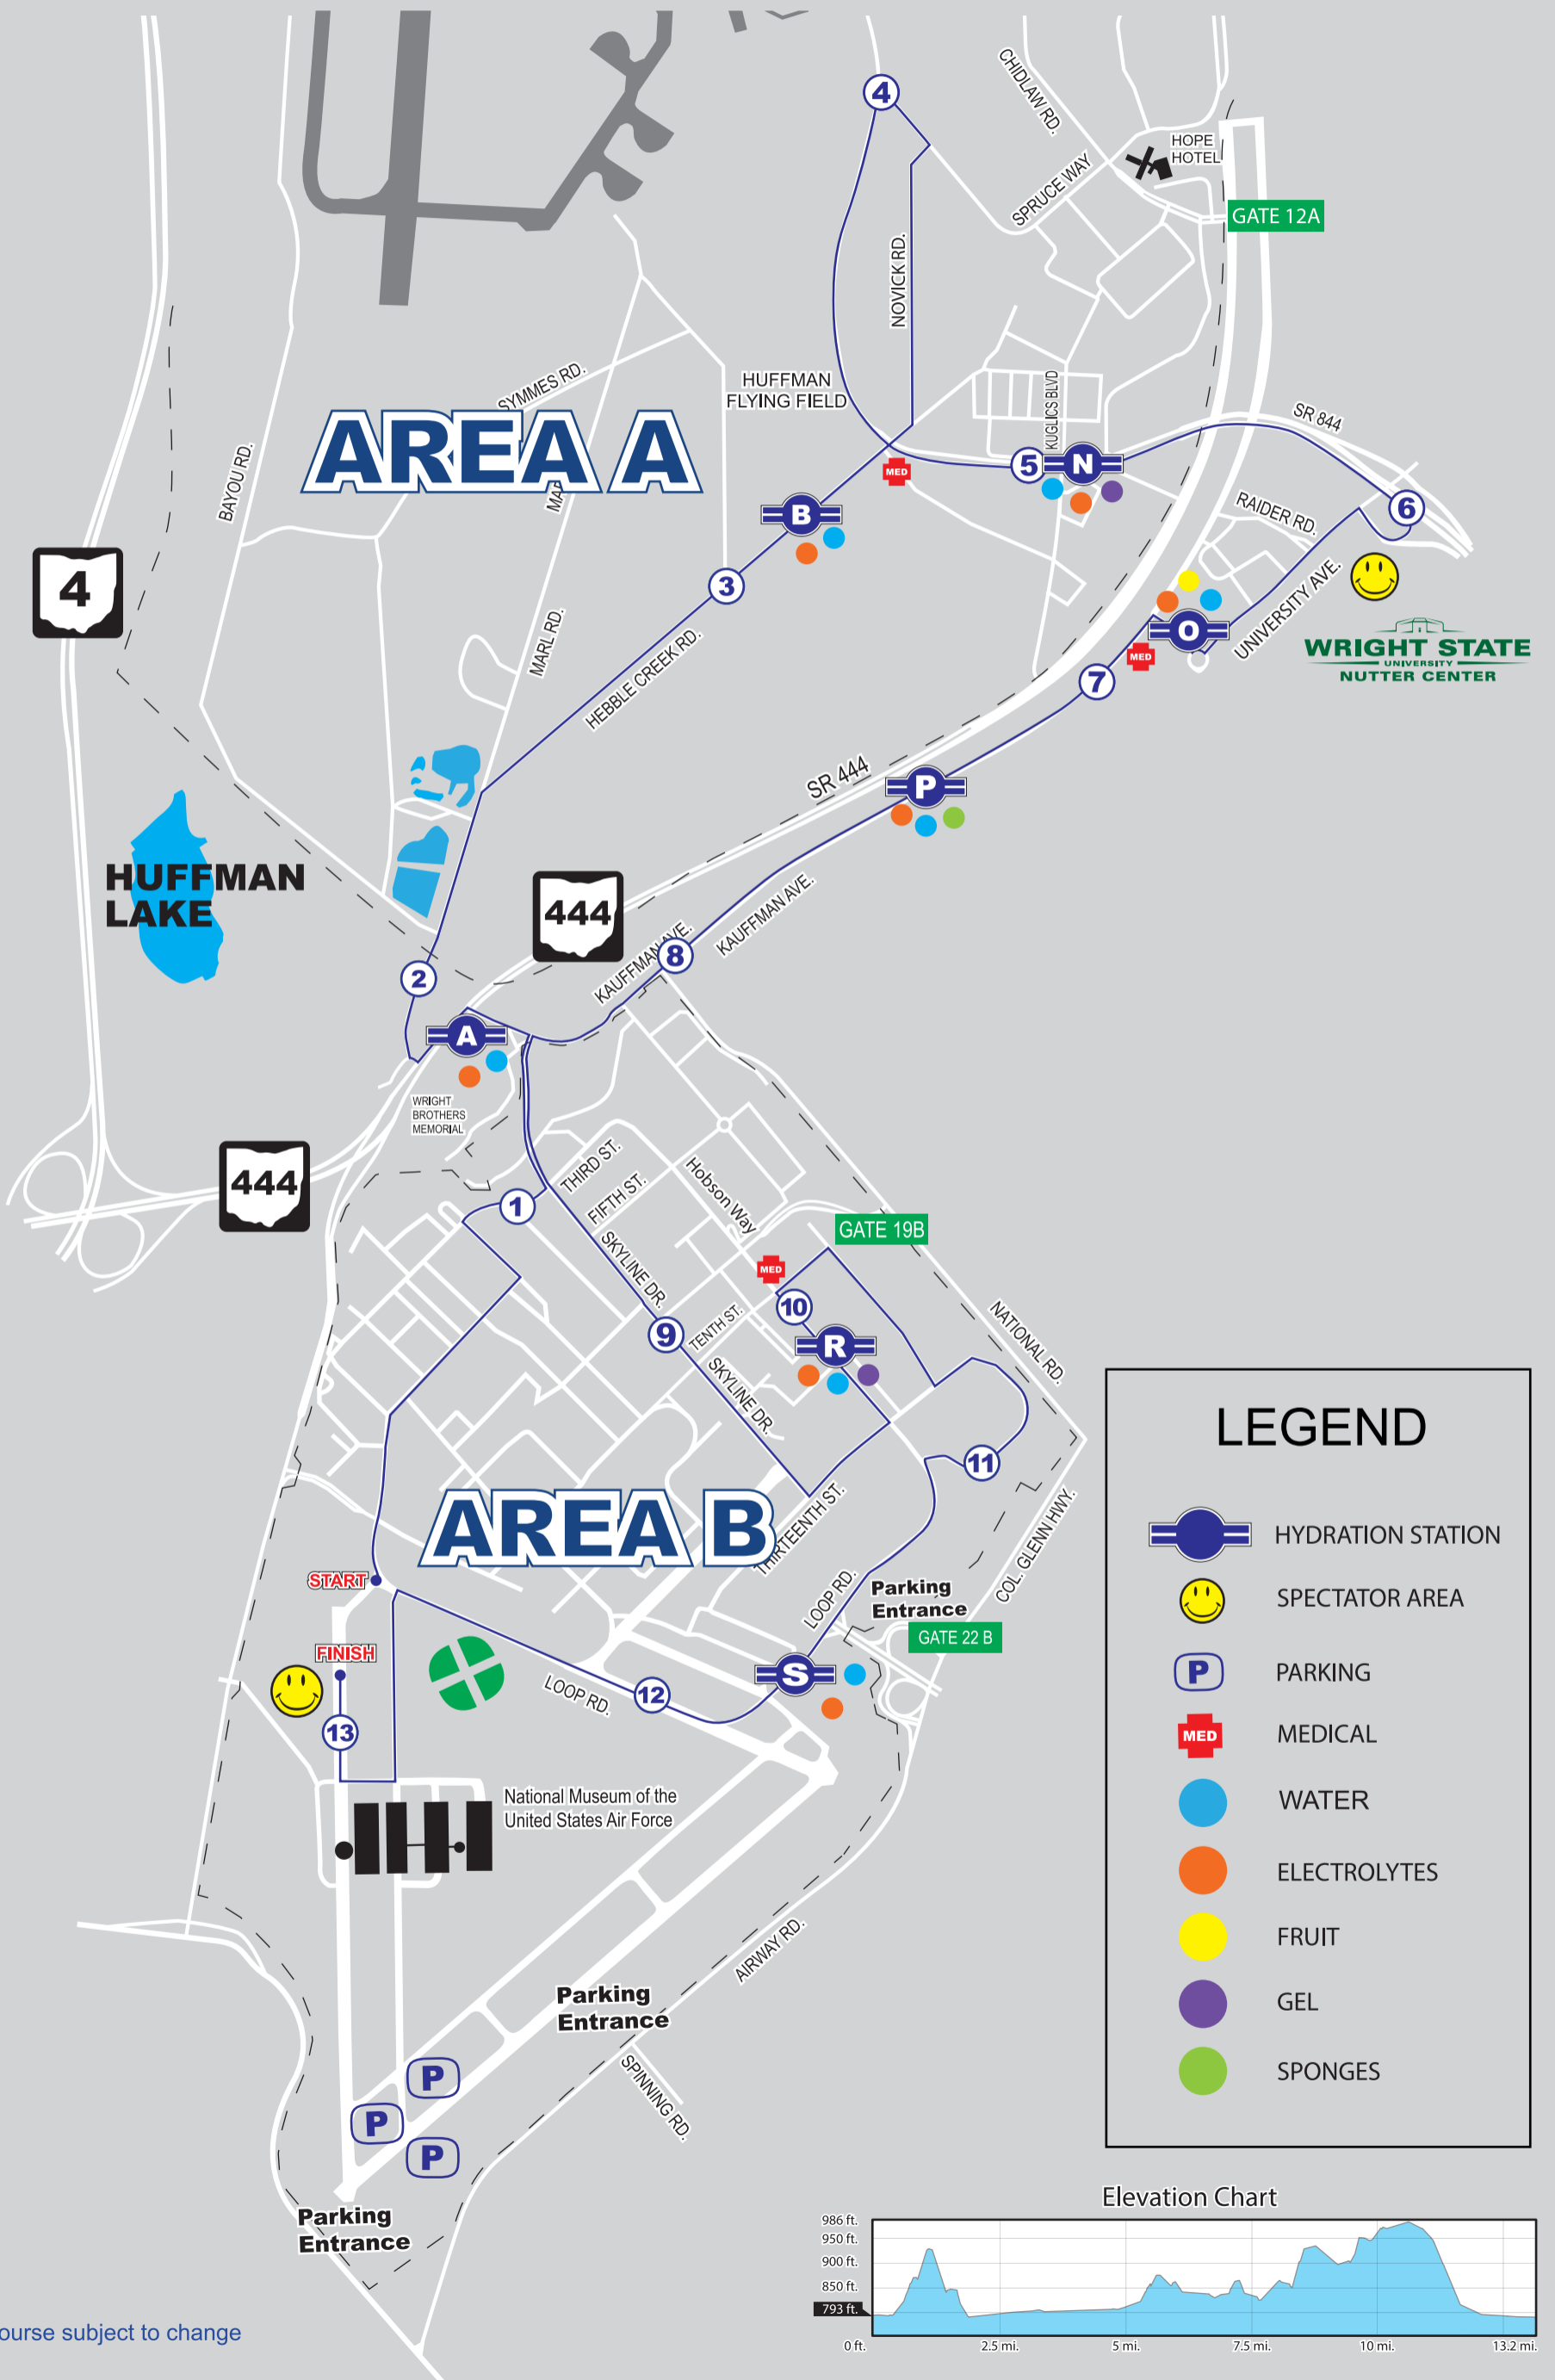 4
CHIDLAW RD.
HOPE
HOTEL
SPRUCE WAY
GATE 12A
NOVICK RD.
SYMMES RD.
HUFFMAN
FLYING FIELD
KUGLICS BLVD
SR 844
AREA A
BAYOU RD.
MED
5
N
6
B
RAIDER RD.
4
3
MARL RD.
HEBBLE CREEK RD.
O
UNIVERSITY AVE.
MED
WRIGHT STATE
UNIVERSITY
NUTTER CENTER
7
SR 444
P
HUFFMAN
LAKE
444
KAUFFMAN AVE.
KAUFFMAN AVE.
8
2
A
WRIGHT
BROTHERS
MEMORIAL
444
1
THIRD ST.
FIFTH ST.
Hobson Way
GATE 19B
SKYLINE DR.
MED
10
9
TENTH ST.
R
NATIONAL RD.
SKYLINE DR.
11
AREA B
THIRTEENTH ST.
COL. GLENN HWY.
START
LOOP RD.
Parking
Entrance
GATE 22 B
FINISH
S
LOOP RD.
12
13
National Museum of the
United States Air Force
AIRWAY RD.
Parking
Entrance
SPINNING RD.
P
P
P
Parking
Entrance
LEGEND
HYDRATION STATION
SPECTATOR AREA
P PARKING
MED MEDICAL
WATER
ELECTROLYTES
FRUIT
GEL
SPONGES
Elevation Chart
986 ft.
950 ft.
900 ft.
850 ft.
793 ft.
0 ft. 2.5 mi. 5 mi. 7.5 mi. 10 mi. 13.2 mi.
ourse subject to change